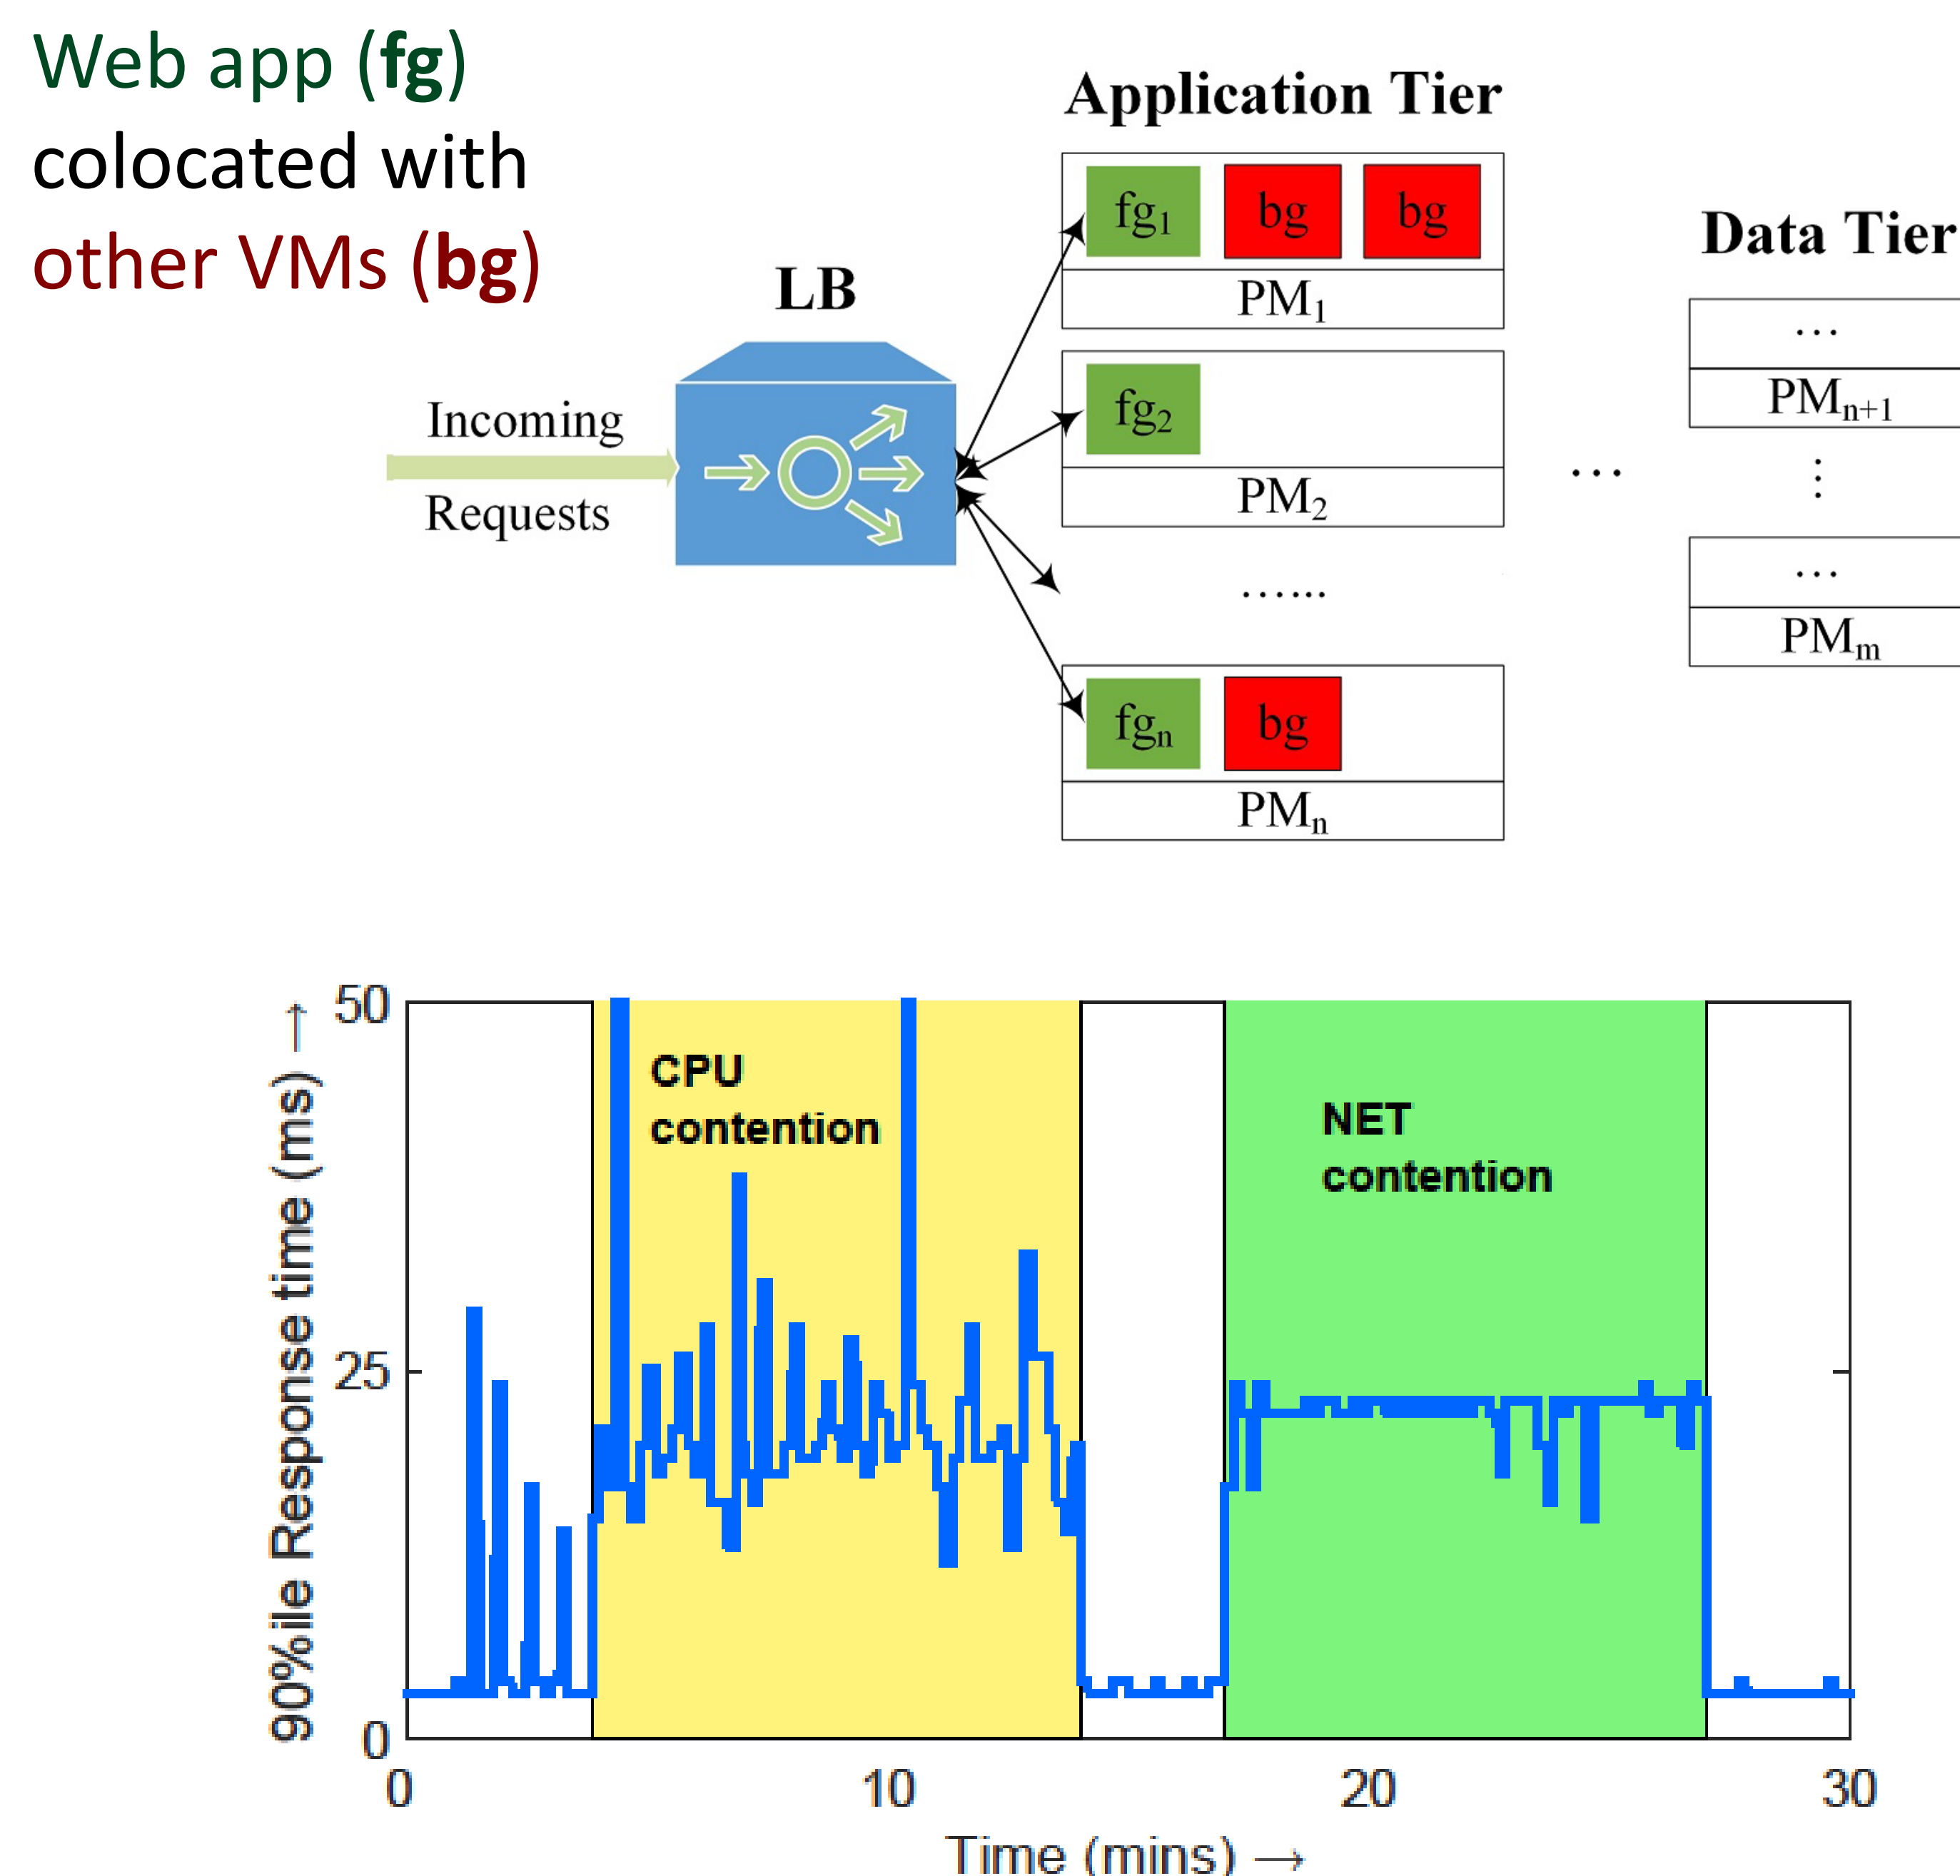 Web app (fg)
colocated with
other VMs (bg)
Application Tier
fg1 bg bg
PM1
LB
Data Tier
...
PMn+1
Incoming
Requests
fg2
PM2
...
⋮
......
...
PMm
fgn bg
PMn
90%ile Response time (ms) →
50
25
0
CPU
contention
NET
contention
0 10 20 30
Time (mins) →